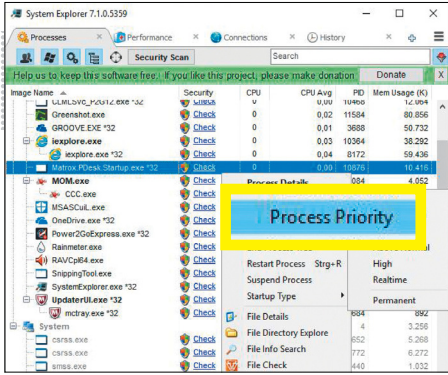 System Explorer 7.1.0.5359
Processes Performance Connections History
Security Scan Search
Help us to keep this software free. If you like this project, please make donation Donate X
Image Name Security CPU CPU Avg PID Mem Usage (K)
CLMLSvc_P2G12.exe *32 Check 0 0,00 10468 12.064
Greenshot.exe Check 0 0,02 11584 80.856
GROOVE.EXE *32 Check 0 0,01 3688 50.732
iexplore.exe Check 0 0,03 10364 38.292
iexplore.exe *32 Check 0 0,04 8172 59.436
Matrox.PDesk.Startup.exe *32 Check 0 0,00 10876 10.416
MOM.exe Check Process Details 084 4.052
CCC.exe Check
MSASCuiL.exe Check
OneDrive.exe *32 Check
Process Priority
Power2GoExpress.exe *32 Check
Rainmeter.exe Check
RAVCpl64.exe Check Restart Process Strg+R High
SnippingTool.exe Check Suspend Process Realtime
SystemExplorer.exe *32 Check Startup Type Permanent
UpdaterUI.exe *32 Check
mctray.exe *32 Check File Details 684 892
System File Directory Explore 4 3.256
csrss.exe Check 652 5.268
csrss.exe Check File Info Search 772 6.272
smss.exe Check File Check 440 1.032